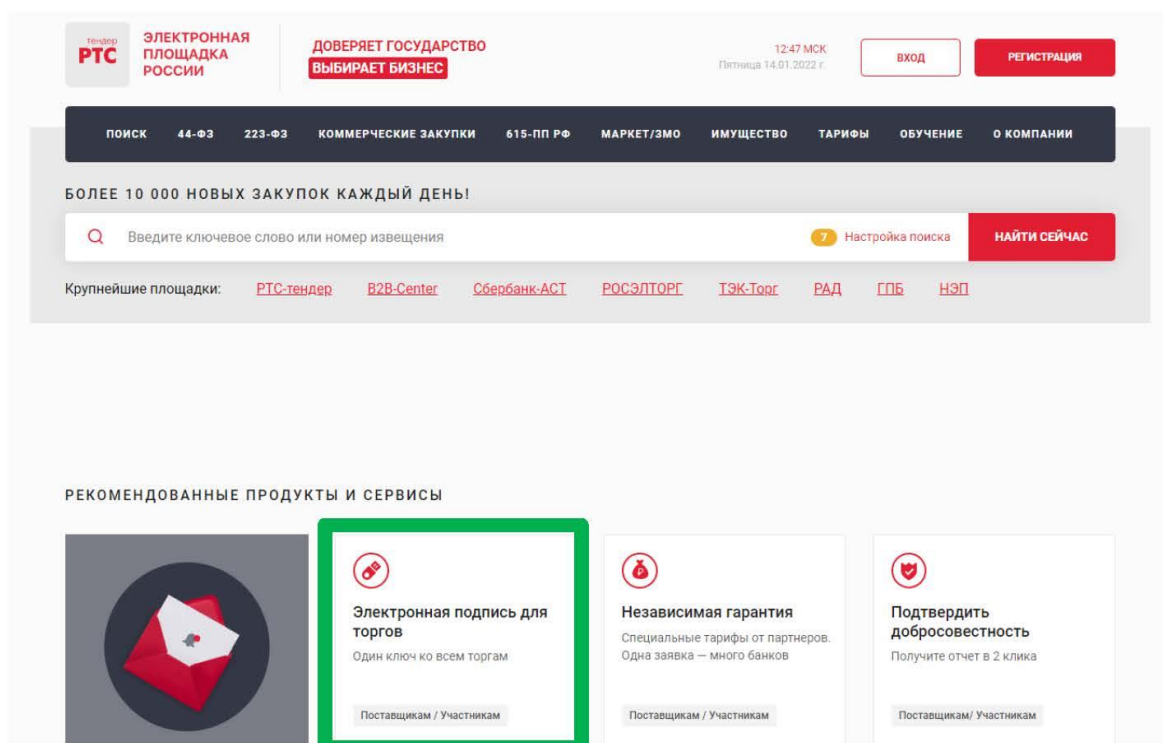 тендер
РТС
ЭЛЕКТРОННАЯ
ПЛОЩАДКА
РОССИИ
ДОВЕРЯЕТ ГОСУДАРСТВО
ВЫБИРАЕТ БИЗНЕС
12:47 МСК
Пятница 14.01.2022 г.
ВХОД
РЕГИСТРАЦИЯ
ПОИСК 44-ФЗ 223-ФЗ КОММЕРЧЕСКИЕ ЗАКУПКИ 615-ПП РФ МАРКЕТ/ЗМО ИМУЩЕСТВО ТАРИФЫ ОБУЧЕНИЕ О КОМПАНИИ
БОЛЕЕ 10 000 НОВЫХ ЗАКУПОК КАЖДЫЙ ДЕНЬ!
Введите ключевое слово или номер извещения 7 Настройка поиска НАЙТИ СЕЙЧАС
Крупнейшие площадки: РТС-тендер B2B-Center Сбербанк-АСТ РОСЭЛТОРГ ТЭК-Торг РАД ГПБ НЭП
РЕКОМЕНДОВАННЫЕ ПРОДУКТЫ И СЕРВИСЫ
Электронная подпись для
торгов
Один ключ ко всем торгам
Поставщикам / Участникам
Независимая гарантия
Специальные тарифы от партнеров.
Одна заявка — много банков
Поставщикам / Участникам
Подтвердить
добросовестность
Получите отчет в 2 клика
Поставщикам/ Участникам